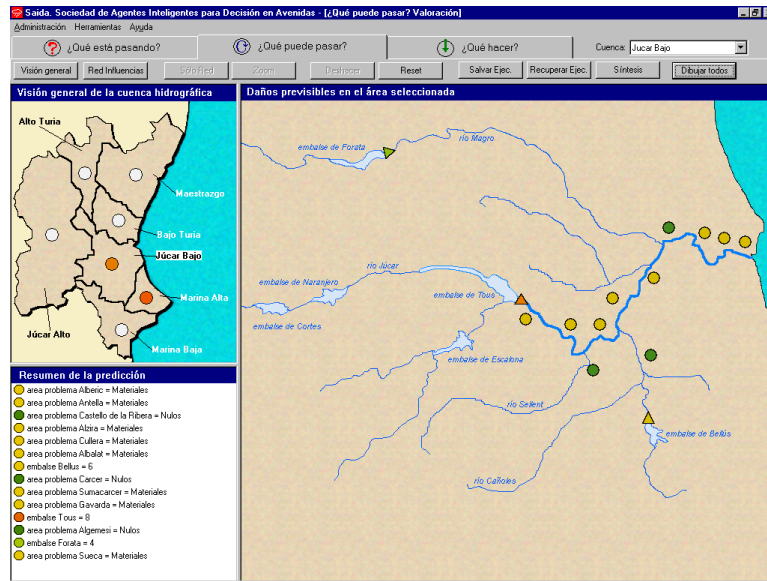 Saida. Sociedad de Agentes Inteligentes para Decisión en Avenidas - [¿Qué puede pasar? Valoración]
Administración Herramientas Ayuda
¿Qué está pasando?
¿Qué puede pasar?
¿Qué hacer?
Cuenca: Júcar Bajo
Visión general
Red Influencias
Sólo Red
Zoom
Deshacer
Reset
Salvar Ejec.
Recuperar Ejec.
Síntesis
Dibujar todos
Visión general de la cuenca hidrográfica
Alto Turia
Maestrazgo
Bajo Turia
Júcar Bajo
Marina Alta
Júcar Alto
Marina Baja
Daños previsibles en el área seleccionada
embalse de Forata
río Magro
río Júcar
embalse de Naranjero
embalse de Tous
embalse de Cortes
embalse de Escalona
río Sellent
embalse de Bellús
río Cañoles
Resumen de la predicción
area problema Alberic = Materiales
area problema Antella = Materiales
area problema Castello de la Ribera = Nulos
area problema Alzira = Materiales
area problema Cullera = Materiales
area problema Albalat = Materiales
embalse Bellus = 6
area problema Carcer = Nulos
area problema Sumacarcer = Materiales
area problema Gavarda = Materiales
embalse Tous = 8
area problema Algemesi = Nulos
embalse Forata = 4
area problema Sueca = Materiales